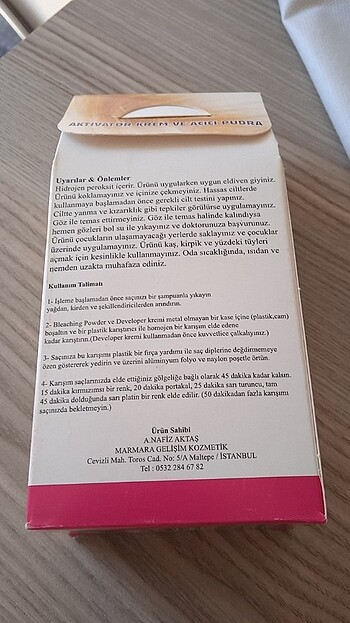 AKTİVATÖR KREM VE AÇICI PUDRA
Uyarılar & Önlemler
Hidrojen peroksit içerir. Ürünü uygularken uygun eldiven giyiniz.
Ürünü koklamayınız ve içinize çekmeyiniz. Hassas ciltlerde
kullanmaya başlamadan önce gerekli cilt testini yapınız.
Ciltte yanma ve kızarıklık gibi tepkiler görülürse uygulamayınız.
Göz ile temas ettirmeyiniz. Göz ile temas halinde kalındıysa
hemen gözleri bol su ile yıkayınız ve doktorunuza başvurunuz.
Ürünü çocukların ulaşamayacağı yerlerde saklayınız ve çocuklar
üzerinde uygulamayınız. Ürünü kaş, kirpik ve yüzdeki tüyleri
açmak için kesinlikle kullanmayınız. Oda sıcaklığında, ısıdan ve
nemden uzakta muhafaza ediniz.
Kullanım Talimatı
1- İşleme başlamadan önce saçınızı bir şampuanla yıkayın
yağdan, kirden ve şekillendiricilerden arındırın.
2- Bleaching Powder ve Developer kremi metal olmayan bir kase içine (plastik,cam)
boşaltın ve bir plastik karıştırıcı ile homojen bir karışım elde edene
kadar karıştırın.(Developer kremi kullanmadan önce kuvvetlice çalkalayınız.)
3- Saçınıza bu karışımı plastik bir fırça yardımı ile saç diplerine değdirmemeye
özen göstererek yedirin ve üzerini alüminyum folyo ve naylon poşetle örtün.
4- Karışım saçlarınızda elde ettiğiniz gölgeliğe bağlı olarak 45 dakika kadar kalsın.
15 dakika kırmızımsı bir renk, 20 dakika portakal, 25 dakika sarı turuncu, tam
45 dakika dolduğunda sarı platin bir renk elde edilir. (50 dakikadan fazla karışımı
saçınızda bekletmeyin.)
Ürün Sahibi
A.NAFİZ AKTAŞ
MARMARA GELİŞİM KOZMETİK
Cevizli Mah. Toros Cad. No: 5/A Maltepe / İSTANBUL
Tel : 0532 284 67 82